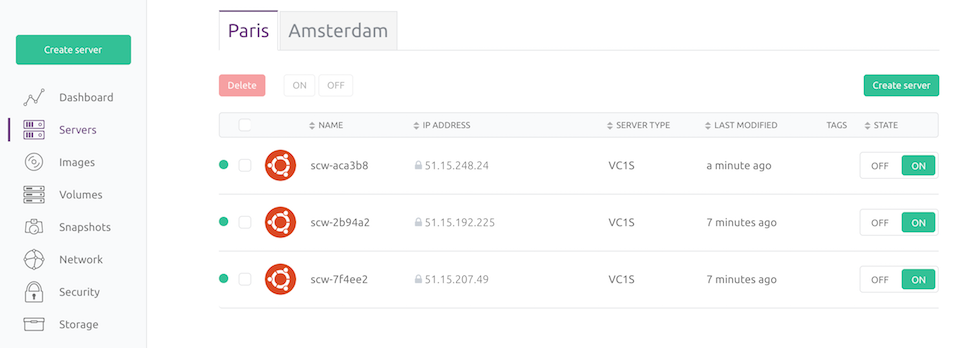 Create server
Dashboard
Servers
Images
Volumes
Snapshots
Network
Security
Storage
Paris Amsterdam
Delete ON OFF Create server
NAME IP ADDRESS SERVER TYPE LAST MODIFIED TAGS STATE
scw-aca3b8 51.15.248.24 VC1S a minute ago OFF ON
scw-2b94a2 51.15.192.225 VC1S 7 minutes ago OFF ON
scw-7f4ee2 51.15.207.49 VC1S 7 minutes ago OFF ON